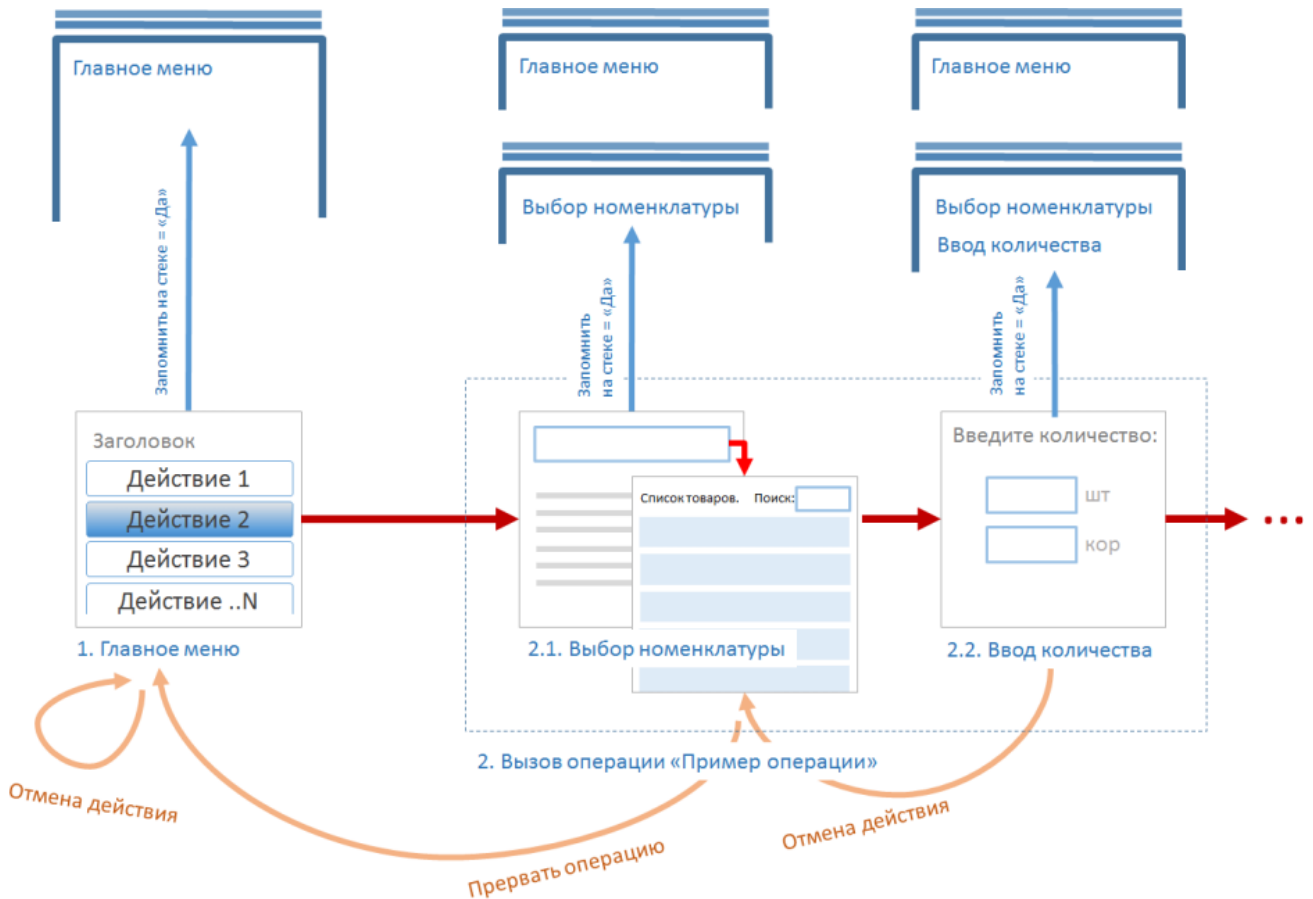 Главное меню
Главное меню
Главное меню
Выбор номенклатуры
Выбор номенклатуры
Ввод количества
Запомнить на стеке = «Да»
Запомнить
на стеке = «Да»
Запомнить
на стеке = «Да»
Заголовок
Действие 1
Действие 2
Действие 3
Действие ..N
Список товаров. Поиск:
Введите количество:
шт
кор
...
1. Главное меню
2.1. Выбор номенклатуры
2.2. Ввод количества
2. Вызов операции «Пример операции»
Отмена действия
Прервать операцию
Отмена действия